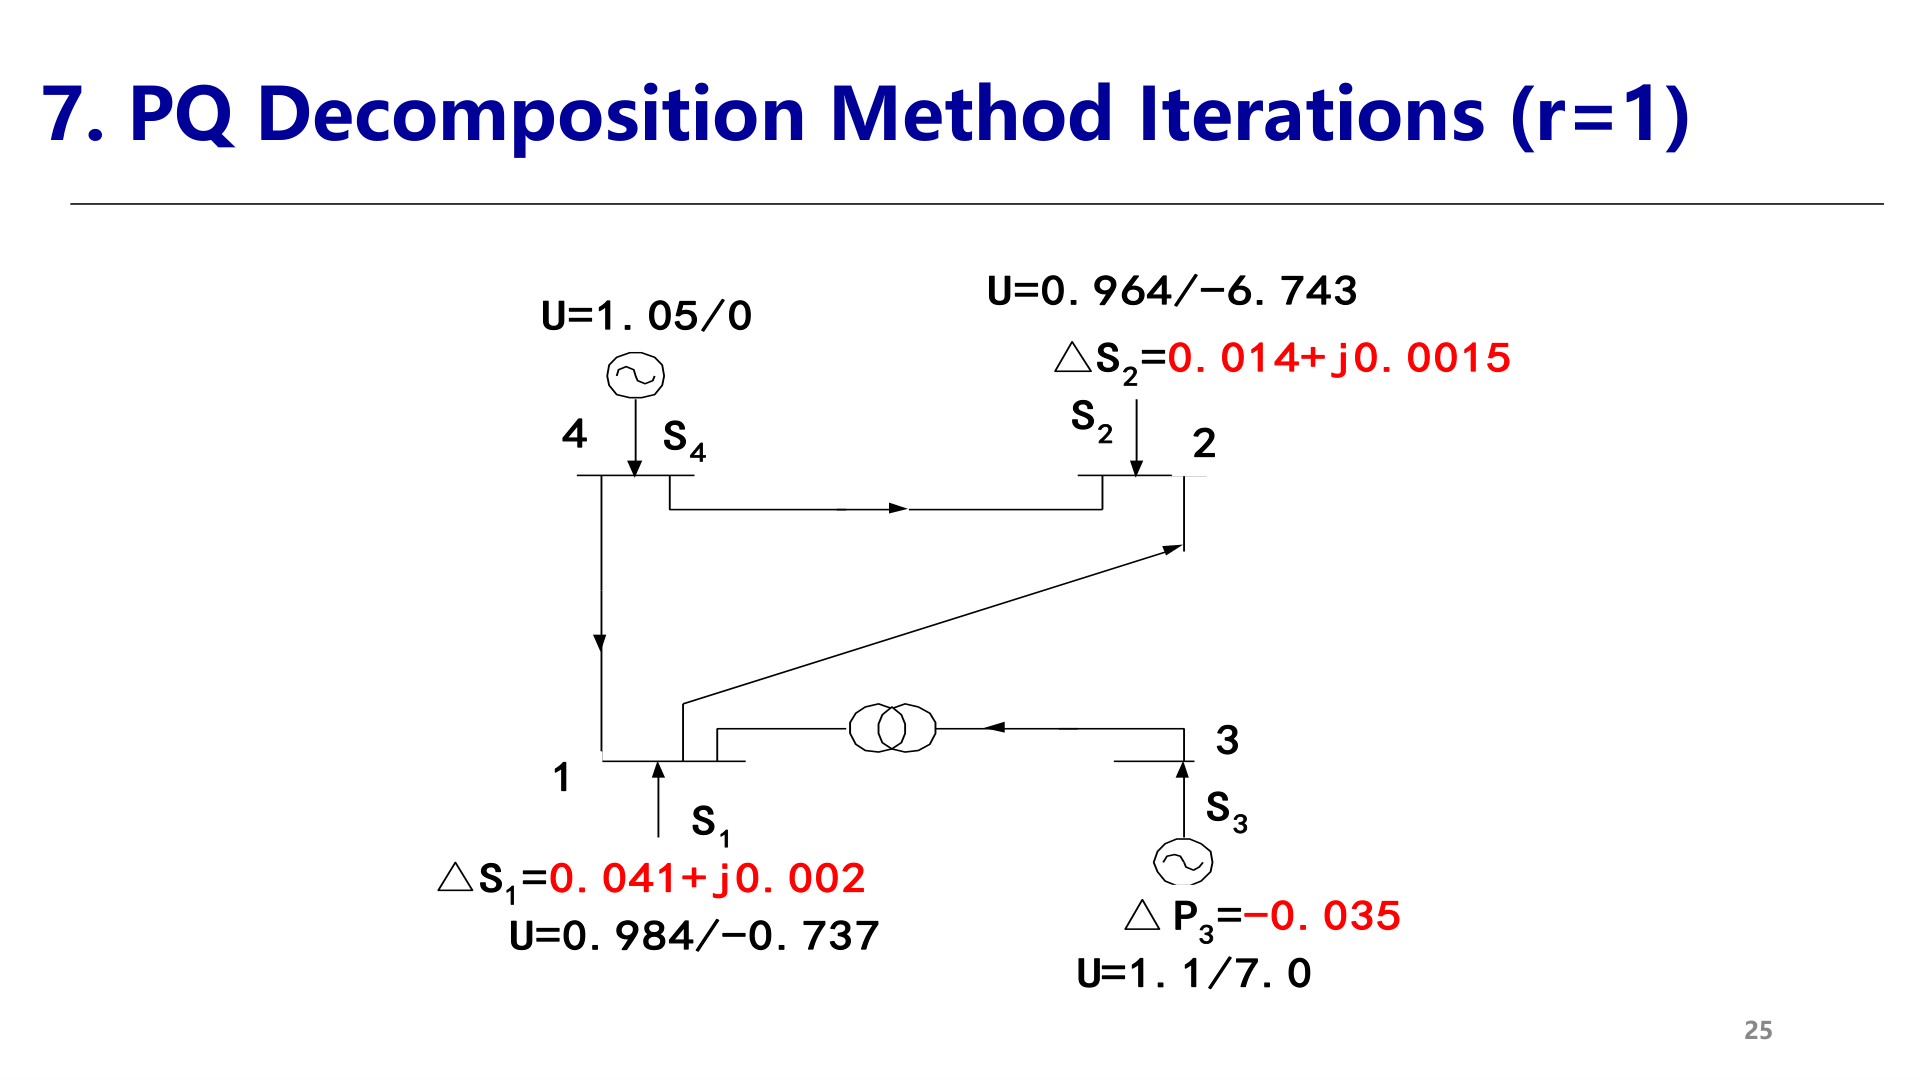 7. PQ Decomposition Method Iterations (r=1)
U=0.964/-6.743
U=1.05/0
△S2=0.014+j0.0015
S2
4
S4
2
3
1
S3
S1
△S1=0.041+j0.002
△P3=-0.035
U=0.984/-0.737
U=1.1/7.0
25